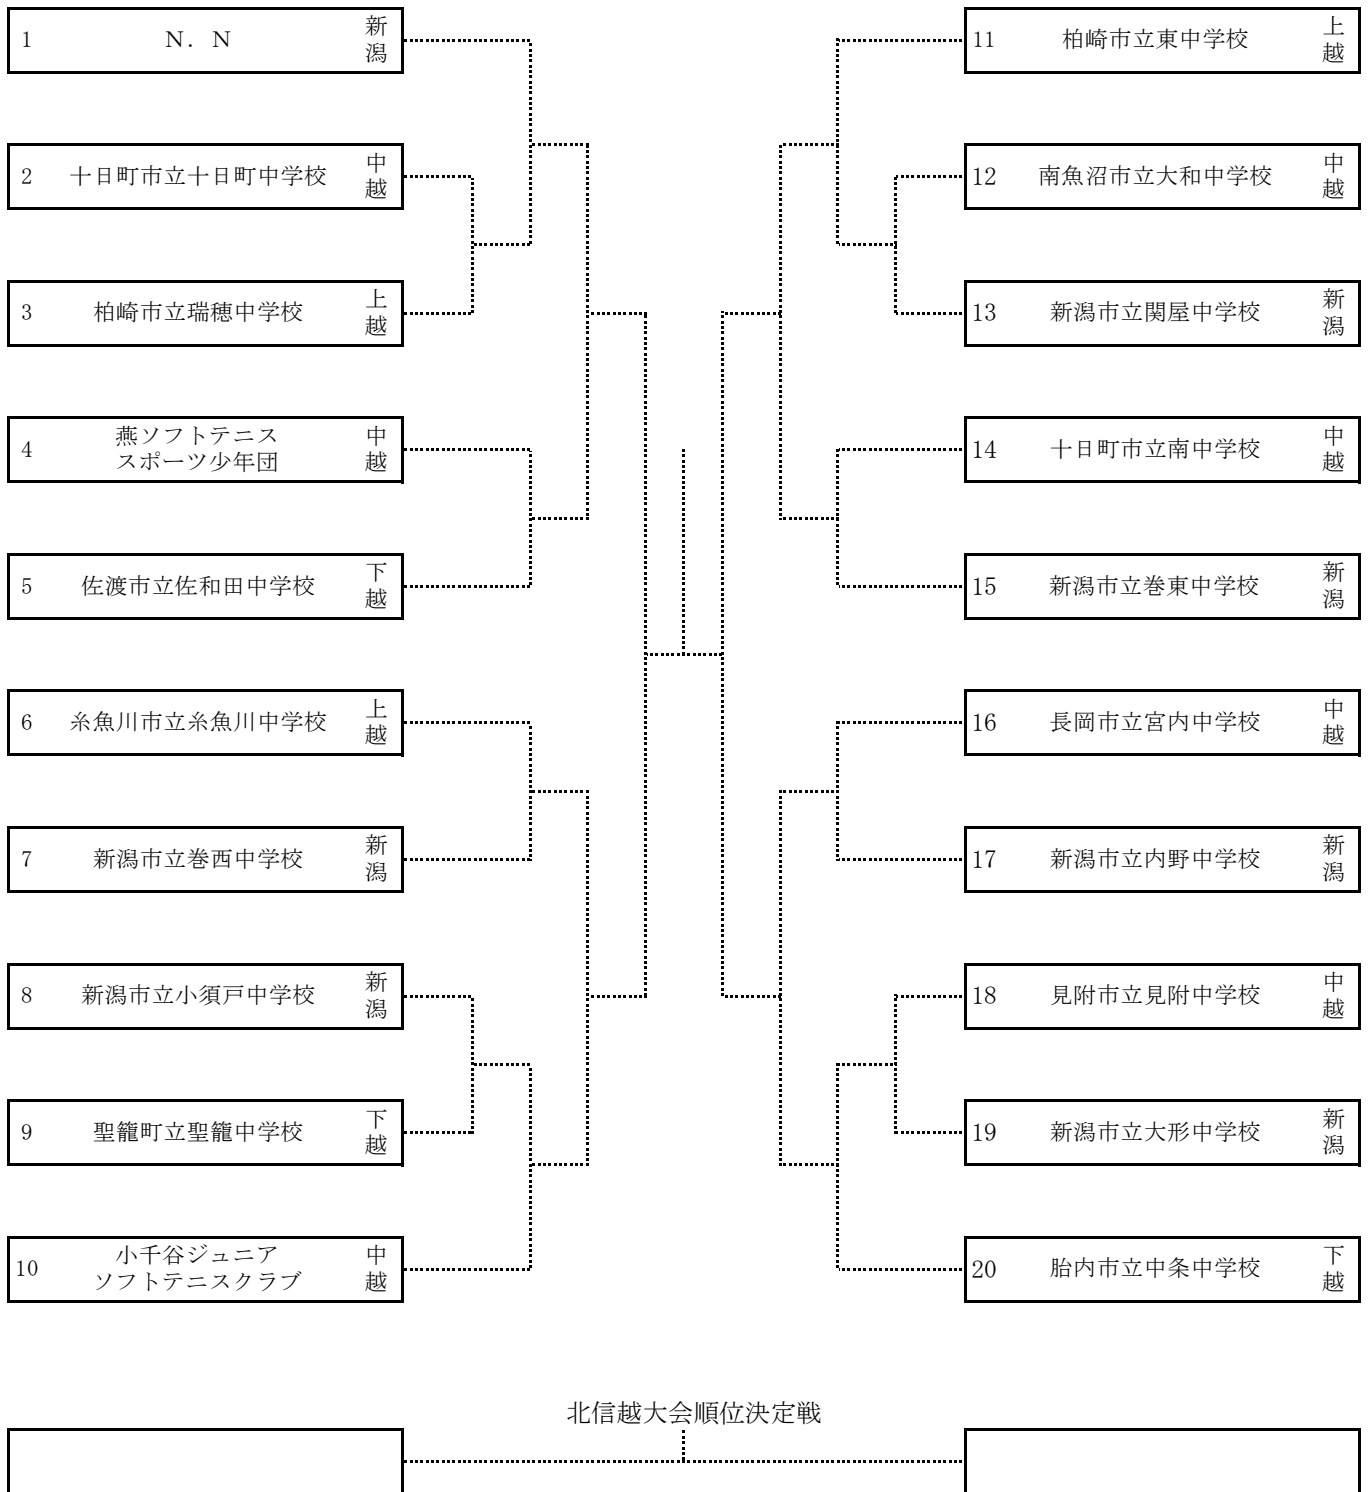 1 N. N 新潟
2 十日町市立十日町中学校 中越
3 柏崎市立瑞穂中学校 上越
4 燕ソフトテニス
スポーツ少年団 中越
5 佐渡市立佐和田中学校 下越
6 糸魚川市立糸魚川中学校 上越
7 新潟市立巻西中学校 新潟
8 新潟市立小須戸中学校 新潟
9 聖籠町立聖籠中学校 下越
10 小千谷ジュニア
ソフトテニスクラブ 中越
11 柏崎市立東中学校 上越
12 南魚沼市立大和中学校 中越
13 新潟市立関屋中学校 新潟
14 十日町市立南中学校 中越
15 新潟市立巻東中学校 新潟
16 長岡市立宮内中学校 中越
17 新潟市立内野中学校 新潟
18 見附市立見附中学校 中越
19 新潟市立大形中学校 新潟
20 胎内市立中条中学校 下越
北信越大会順位決定戦